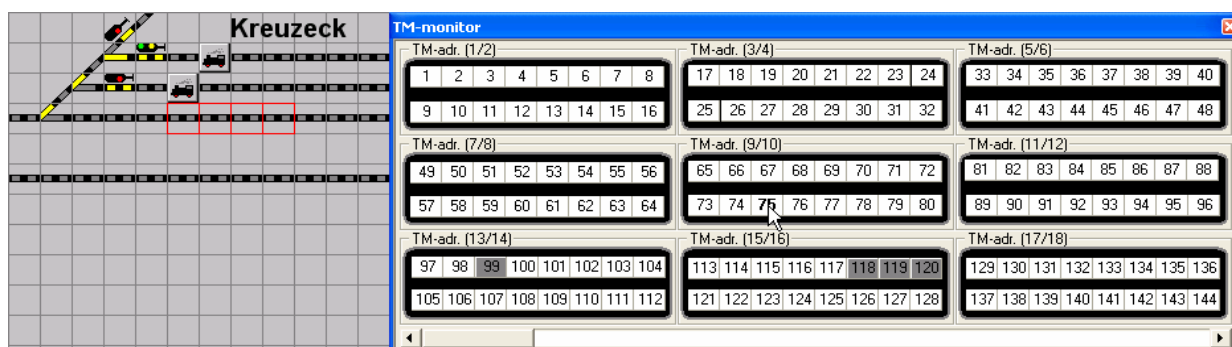 Kreuzeck
TM-monitor
TM-adr. (1/2) TM-adr. (3/4) TM-adr. (5/6)
1 2 3 4 5 6 7 8 17 18 19 20 21 22 23 24 33 34 35 36 37 38 39 40
9 10 11 12 13 14 15 16 25 26 27 28 29 30 31 32 41 42 43 44 45 46 47 48
TM-adr. (7/8) TM-adr. (9/10) TM-adr. (11/12)
49 50 51 52 53 54 55 56 65 66 67 68 69 70 71 72 81 82 83 84 85 86 87 88
57 58 59 60 61 62 63 64 73 74 75 76 77 78 79 80 89 90 91 92 93 94 95 96
TM-adr. (13/14) TM-adr. (15/16) TM-adr. (17/18)
97 98 99 100 101 102 103 104 113 114 115 116 117 118 119 120 129 130 131 132 133 134 135 136
105 106 107 108 109 110 111 112 121 122 123 124 125 126 127 128 137 138 139 140 141 142 143 144